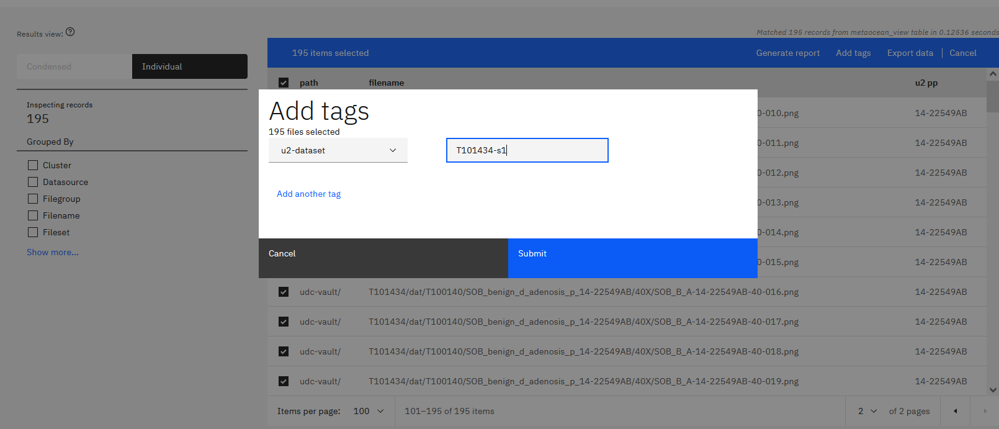 Matched 195 records from metaocean_view table in 0.12536 seconds
Results view:
195 items selected
Generate report
Add tags
Export data
Cancel
Condensed
Individual
path
filename
u2 pp
Inspecting records
195
Grouped By
Cluster
Datasource
Filegroup
Filename
Fileset
Show more...
Add tags
195 files selected
u2-dataset
T101434-s1
Add another tag
Cancel
Submit
0-010.png 14-22549AB
0-011.png 14-22549AB
0-012.png 14-22549AB
0-013.png 14-22549AB
0-014.png 14-22549AB
0-015.png 14-22549AB
udc-vault/ T101434/dat/T100140/SOB_benign_d_adenosis_p_14-22549AB/40X/SOB_B_A-14-22549AB-40-016.png 14-22549AB
udc-vault/ T101434/dat/T100140/SOB_benign_d_adenosis_p_14-22549AB/40X/SOB_B_A-14-22549AB-40-017.png 14-22549AB
udc-vault/ T101434/dat/T100140/SOB_benign_d_adenosis_p_14-22549AB/40X/SOB_B_A-14-22549AB-40-018.png 14-22549AB
udc-vault/ T101434/dat/T100140/SOB_benign_d_adenosis_p_14-22549AB/40X/SOB_B_A-14-22549AB-40-019.png 14-22549AB
Items per page: 100 101–195 of 195 items 2 of 2 pages